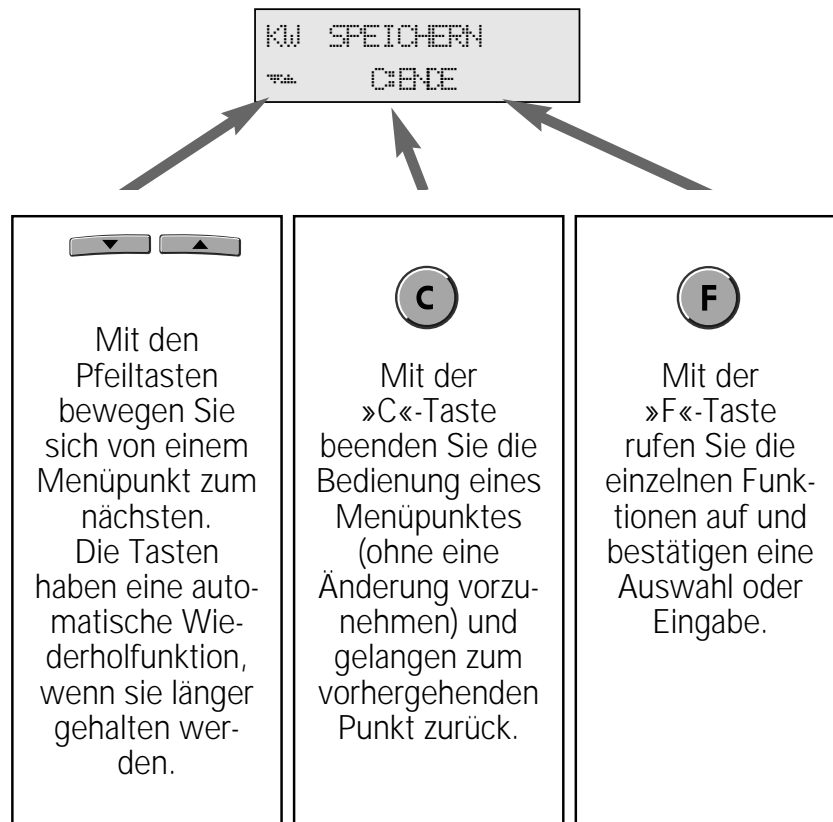 KW SPEICHERN
▼▲ C:ENDE
Mit den
Pfeiltasten
bewegen Sie
sich von einem
Menüpunkt zum
nächsten.
Die Tasten
haben eine auto-
matische Wie-
derholfunktion,
wenn sie länger
gehalten wer-
den.
C
Mit der
»C«-Taste
beenden Sie die
Bedienung eines
Menüpunktes
(ohne eine
Änderung vorzu-
nehmen) und
gelangen zum
vorhergehenden
Punkt zurück.
F
Mit der
»F«-Taste
rufen Sie die
einzelnen Funk-
tionen auf und
bestätigen eine
Auswahl oder
Eingabe.